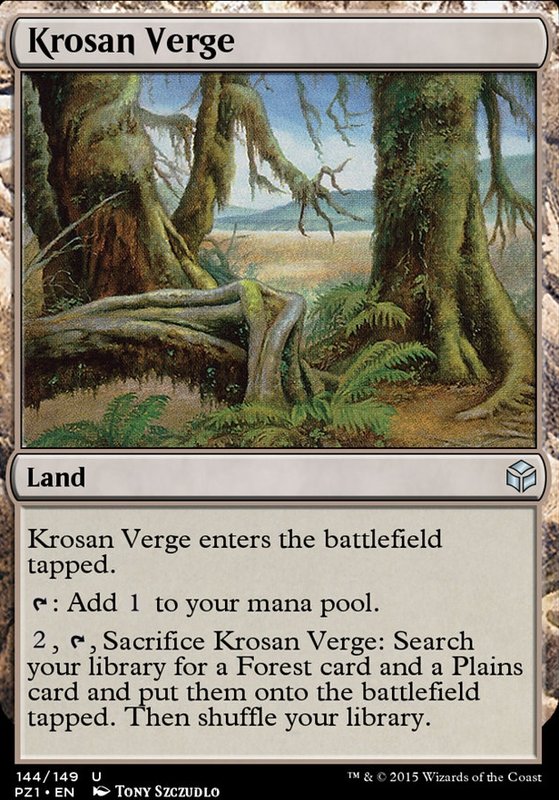 Krosan Verge
Land
Krosan Verge enters the battlefield
tapped.
: Add 1 to your mana pool.
2, , Sacrifice Krosan Verge: Search
your library for a Forest card and a Plains
card and put them onto the battlefield
tapped. Then shuffle your library.
144/149 U
PZ1 • EN Tony Szczudlo
™ & © 2015 Wizards of the Coast